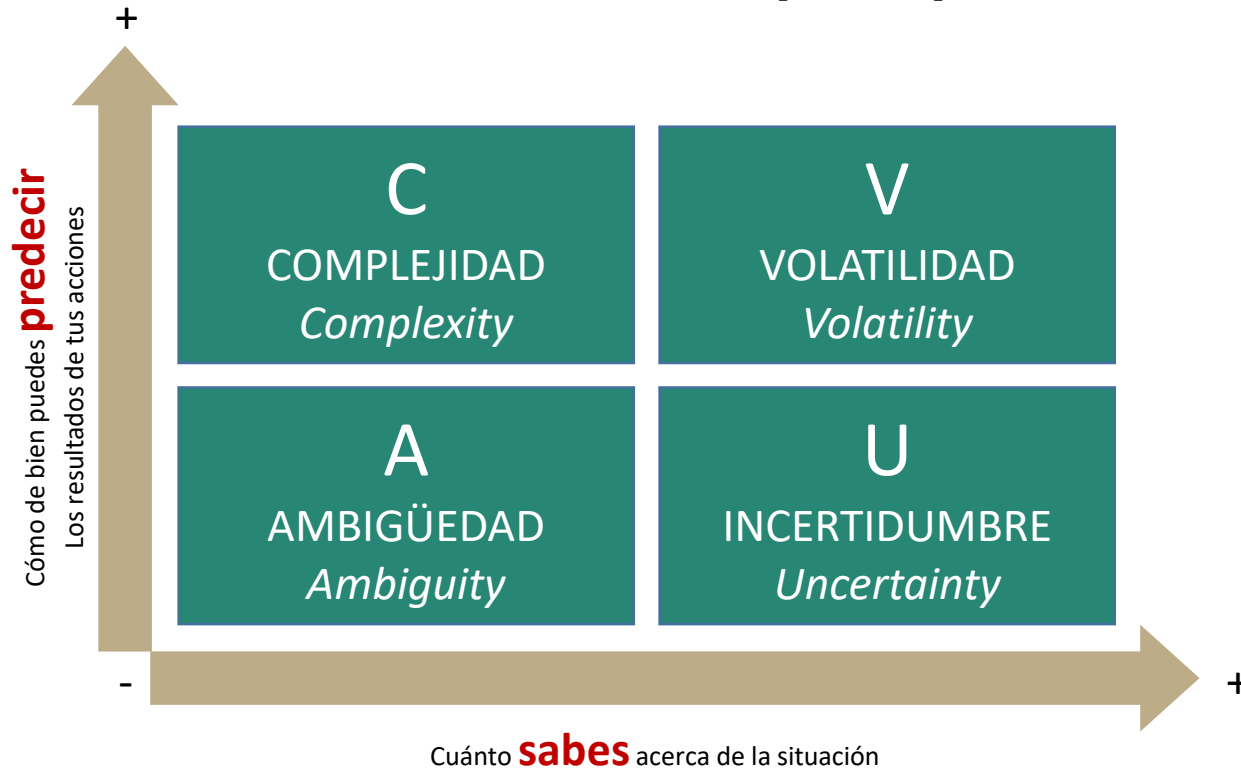 +
Cómo de bien puedes predecir
Los resultados de tus acciones
C
COMPLEJIDAD
Complexity
V
VOLATILIDAD
Volatility
A
AMBIGÜEDAD
Ambiguity
U
INCERTIDUMBRE
Uncertainty
-
+
Cuánto sabes acerca de la situación